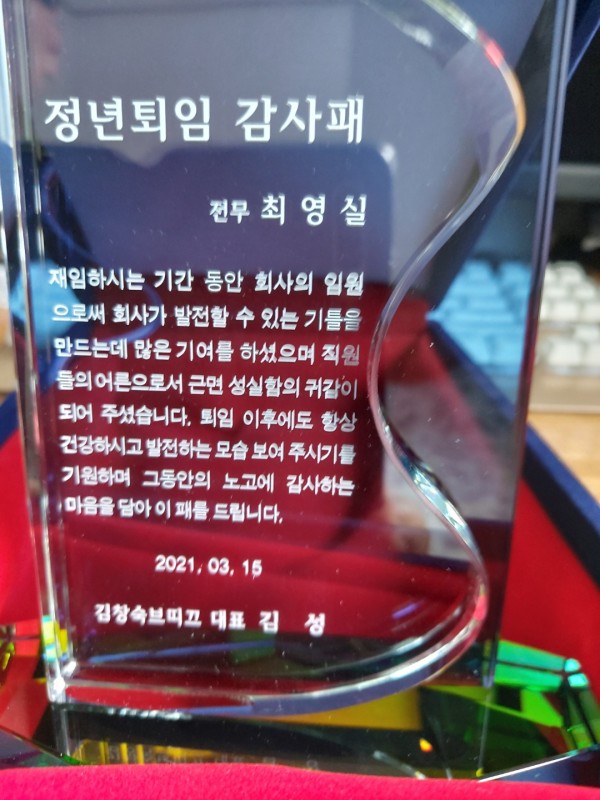 정년퇴임 감사패
전무 최영실
재임하시는 기간 동안 회사의 임원
으로써 회사가 발전할 수 있는 기틀을
만드는데 많은 기여를 하셨으며 직원
들의 어른으로서 근면 성실함의 귀감이
되어 주셨습니다. 퇴임 이후에도 항상
건강하시고 발전하는 모습 보여 주시기를
기원하며 그동안의 노고에 감사하는
마음을 담아 이 패를 드립니다.
2021. 03. 15
김창숙브띠끄 대표 김 성